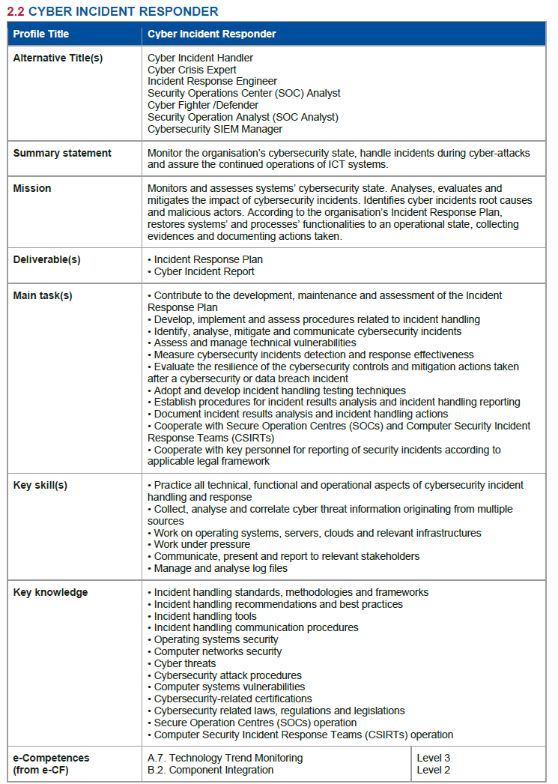 2.2 CYBER INCIDENT RESPONDER
Profile Title Cyber Incident Responder
Alternative Title(s) Cyber Incident Handler
Cyber Crisis Expert
Incident Response Engineer
Security Operations Center (SOC) Analyst
Cyber Fighter /Defender
Security Operation Analyst (SOC Analyst)
Cybersecurity SIEM Manager
Summary statement Monitor the organisation's cybersecurity state, handle incidents during cyber-attacks
and assure the continued operations of ICT systems.
Mission Monitors and assesses systems' cybersecurity state. Analyses, evaluates and
mitigates the impact of cybersecurity incidents. Identifies cyber incidents root causes
and malicious actors. According to the organisation's Incident Response Plan,
restores systems' and processes' functionalities to an operational state, collecting
evidences and documenting actions taken.
Deliverable(s) • Incident Response Plan
• Cyber Incident Report
Main task(s) • Contribute to the development, maintenance and assessment of the Incident
Response Plan
• Develop, implement and assess procedures related to incident handling
• Identify, analyse, mitigate and communicate cybersecurity incidents
• Assess and manage technical vulnerabilities
• Measure cybersecurity incidents detection and response effectiveness
• Evaluate the resilience of the cybersecurity controls and mitigation actions taken
after a cybersecurity or data breach incident
• Adopt and develop incident handling testing techniques
• Establish procedures for incident results analysis and incident handling reporting
• Document incident results analysis and incident handling actions
• Cooperate with Secure Operation Centres (SOCs) and Computer Security Incident
Response Teams (CSIRTs)
• Cooperate with key personnel for reporting of security incidents according to
applicable legal framework
Key skill(s) • Practice all technical, functional and operational aspects of cybersecurity incident
handling and response
• Collect, analyse and correlate cyber threat information originating from multiple
sources
• Work on operating systems, servers, clouds and relevant infrastructures
• Work under pressure
• Communicate, present and report to relevant stakeholders
• Manage and analyse log files
Key knowledge • Incident handling standards, methodologies and frameworks
• Incident handling recommendations and best practices
• Incident handling tools
• Incident handling communication procedures
• Operating systems security
• Computer networks security
• Cyber threats
• Cybersecurity attack procedures
• Computer systems vulnerabilities
• Cybersecurity-related certifications
• Cybersecurity related laws, regulations and legislations
• Secure Operation Centres (SOCs) operation
• Computer Security Incident Response Teams (CSIRTs) operation
e-Competences A.7. Technology Trend Monitoring Level 3
(from e-CF) B.2. Component Integration Level 2